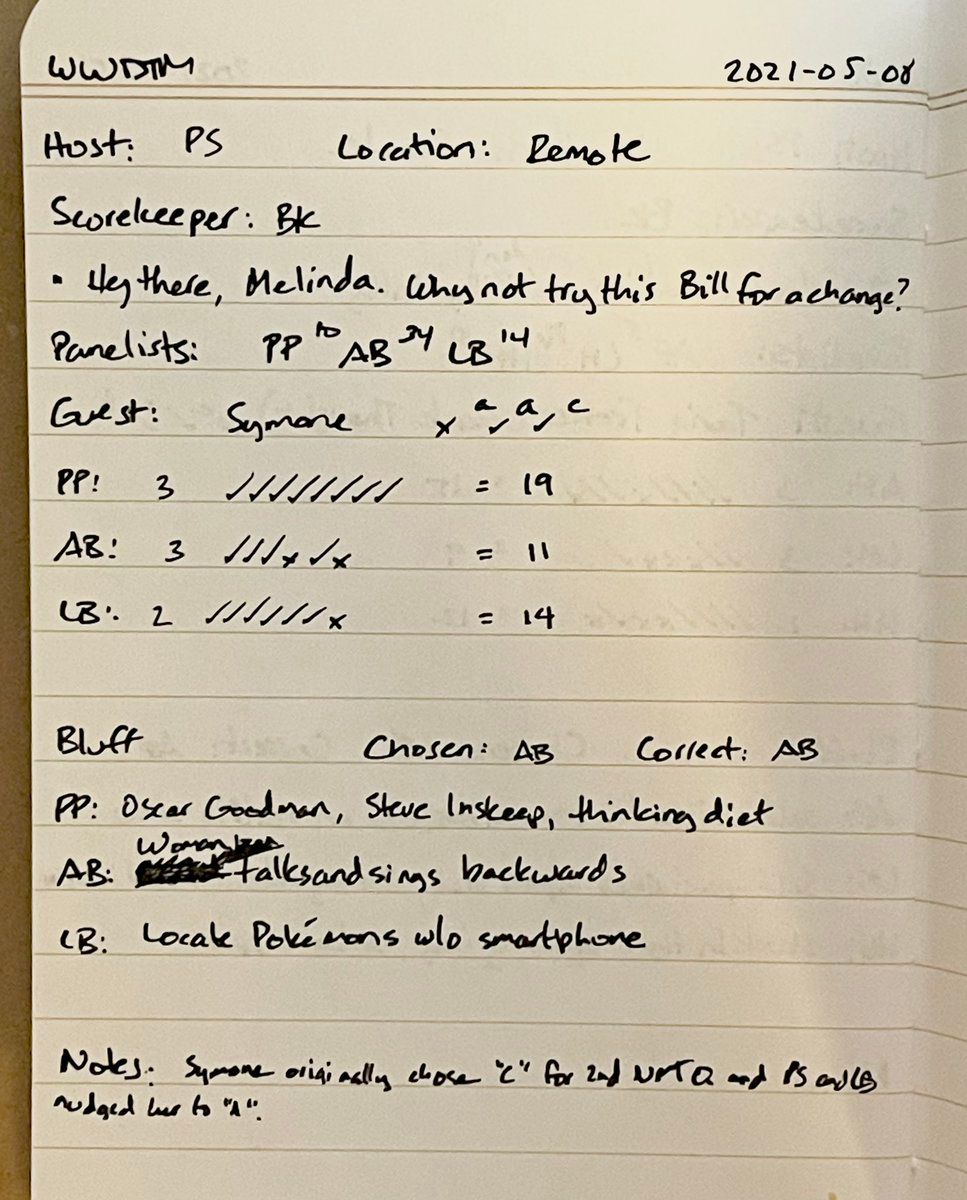 WWDTM 2021-05-08
Host: PS Location: Remote
Scorekeeper: BK
• Hey there, Melinda. Why not try this Bill for a change?
Panelists: PP 10 AB 34 LB 14
Guest: Symone x a ✓ a ✓ c
PP: 3 ✓✓✓✓✓✓✓✓ = 19
AB: 3 ✓✓✓x✓x = 11
LB: 2 ✓✓✓✓✓✓x = 14
Bluff Chosen: AB Correct: AB
PP: Oscar Goodman, Steve Inskeep, thinking diet
AB: Woman talks and sings backwards
LB: Locate Pokémons w/o smartphone
Notes: Symone originally chose "C" for 2nd NMJ Q and PS and LB
nudged her to "A".